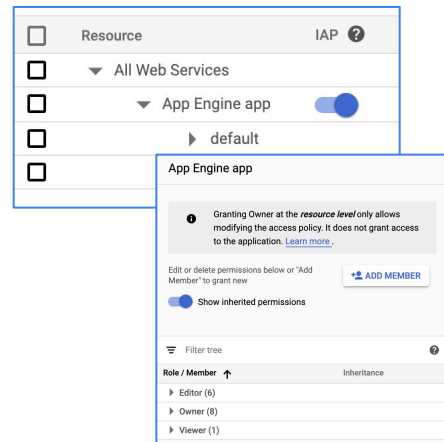 Resource IAP
All Web Services
App Engine app
default
App Engine app
Granting Owner at the resource level only allows
modifying the access policy. It does not grant access
to the application. Learn more .
Edit or delete permissions below or "Add
Member" to grant new
ADD MEMBER
Show inherited permissions
Filter tree
Role / Member Inheritance
Editor (6)
Owner (8)
Viewer (1)